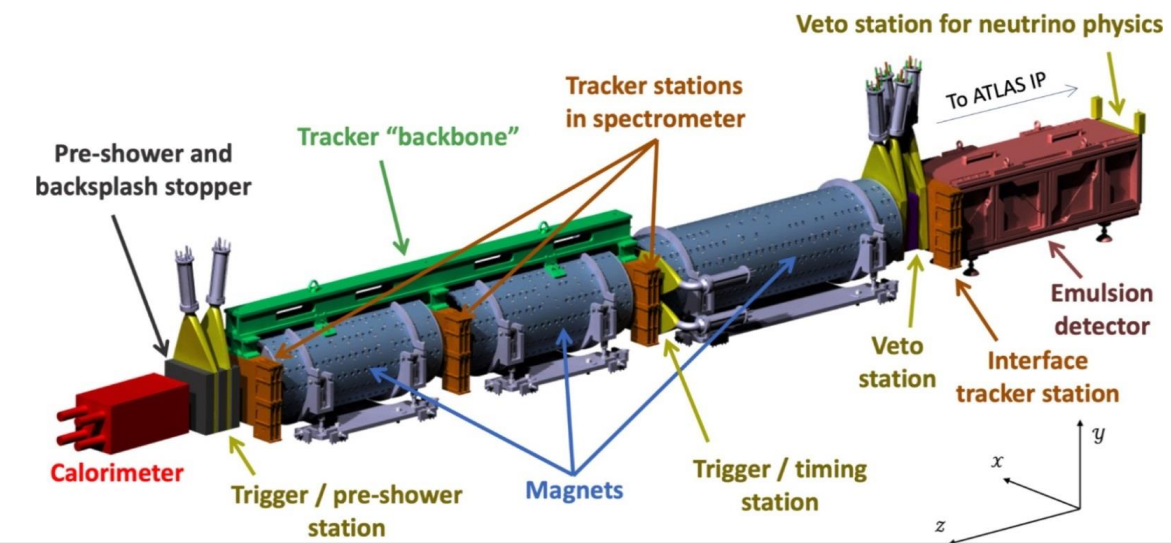 Veto station for neutrino physics
To ATLAS IP
Tracker stations
in spectrometer
Tracker “backbone”
Pre-shower and
backsplash stopper
Emulsion
detector
Veto
station
Interface
tracker station
Calorimeter
Trigger / pre-shower
station
Magnets
Trigger / timing
station
y
x
z